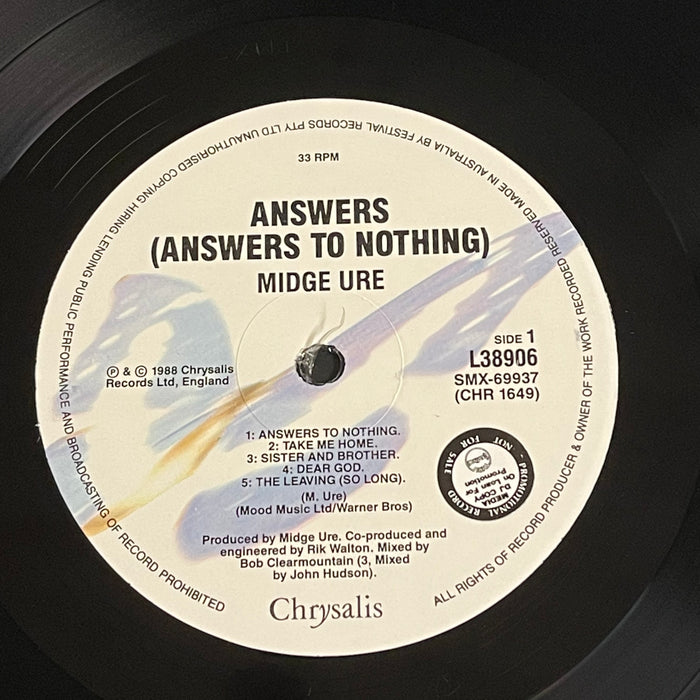 33 RPM
ANSWERS
(ANSWERS TO NOTHING)
MIDGE URE
℗ & © 1988 Chrysalis
Records Ltd, England
SIDE 1
L38906
SMX-69937
(CHR 1649)
1: ANSWERS TO NOTHING.
2: TAKE ME HOME.
3: SISTER AND BROTHER.
4: DEAR GOD.
5: THE LEAVING (SO LONG).
(M. Ure)
(Mood Music Ltd/Warner Bros)
PROMOTIONAL RECORD - NOT FOR SALE
MEDIA
DJ COPY
On Loan For
Promotion
Produced by Midge Ure. Co-produced and
engineered by Rik Walton. Mixed by
Bob Clearmountain (3, Mixed
by John Hudson).
Chrysalis
ALL RIGHTS OF RECORD PRODUCER & OWNER OF THE WORK RECORDED RESERVED MADE IN AUSTRALIA BY FESTIVAL RECORDS PTY LTD UNAUTHORISED COPYING HIRING LENDING PUBLIC PERFORMANCE AND BROADCASTING OF RECORD PROHIBITED